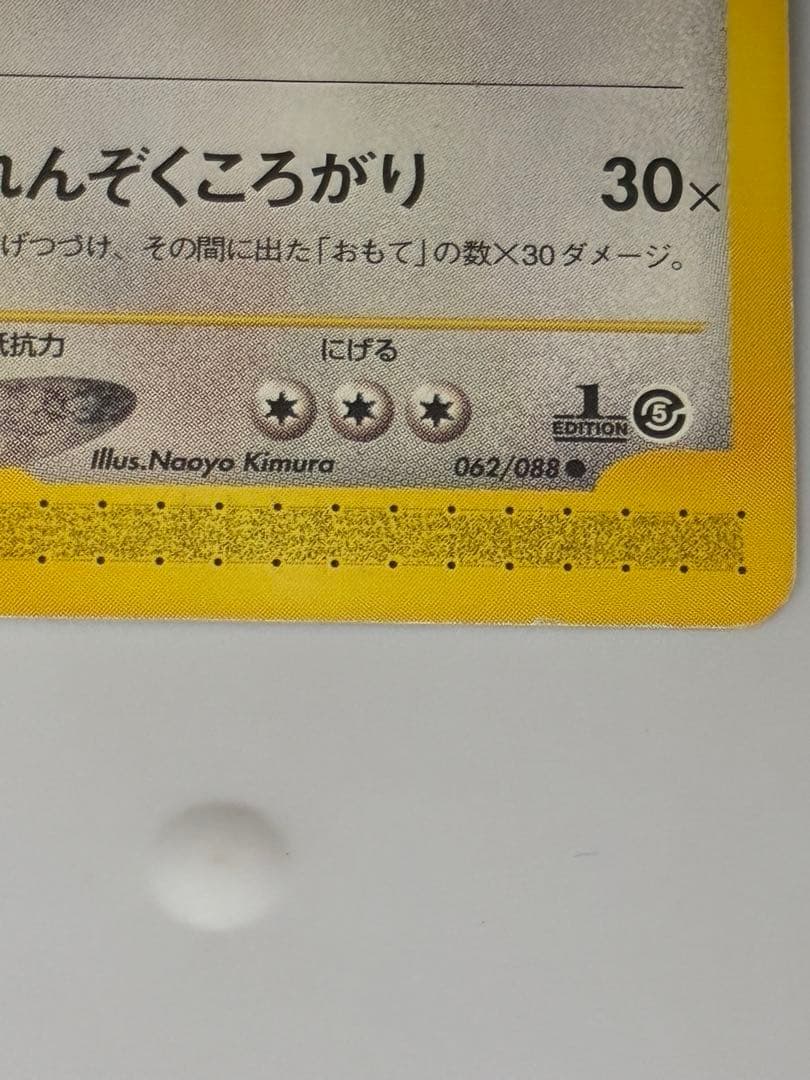 れんぞくころがり 30×
げつづけ、その間に出た「おもて」の数×30ダメージ。
抵抗力 にげる
1
EDITION 5
Illus.Naoyo Kimura 062/088●